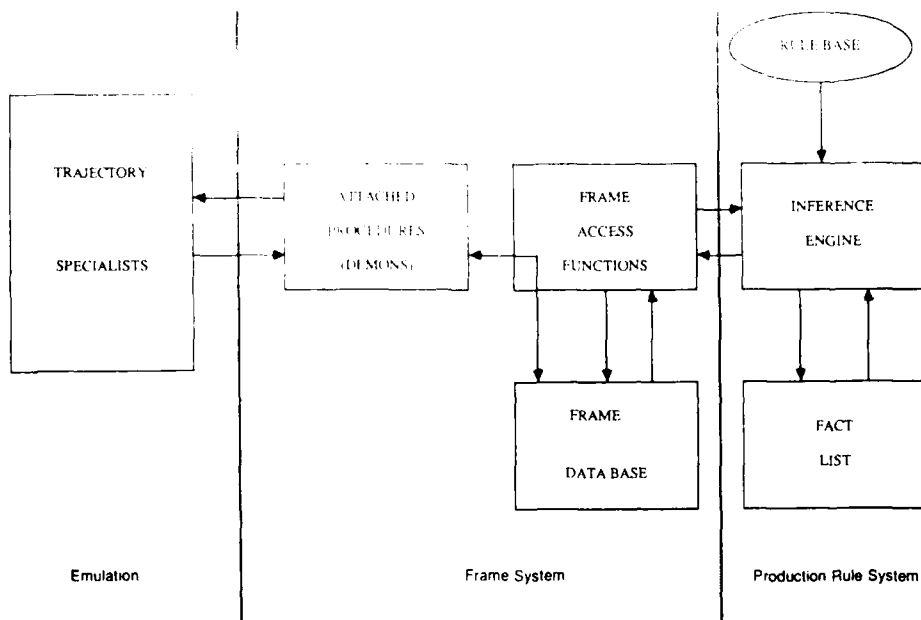 RULE BASE
TRAJECTORY
SPECIALISTS
ATTACHED
PROCEDERES
(DEMONS)
FRAME
ACCESS
FUNCTIONS
INFERENCE
ENGINE
FRAME
DATA BASE
FACT
LIST
Emulation
Frame System
Production Rule System